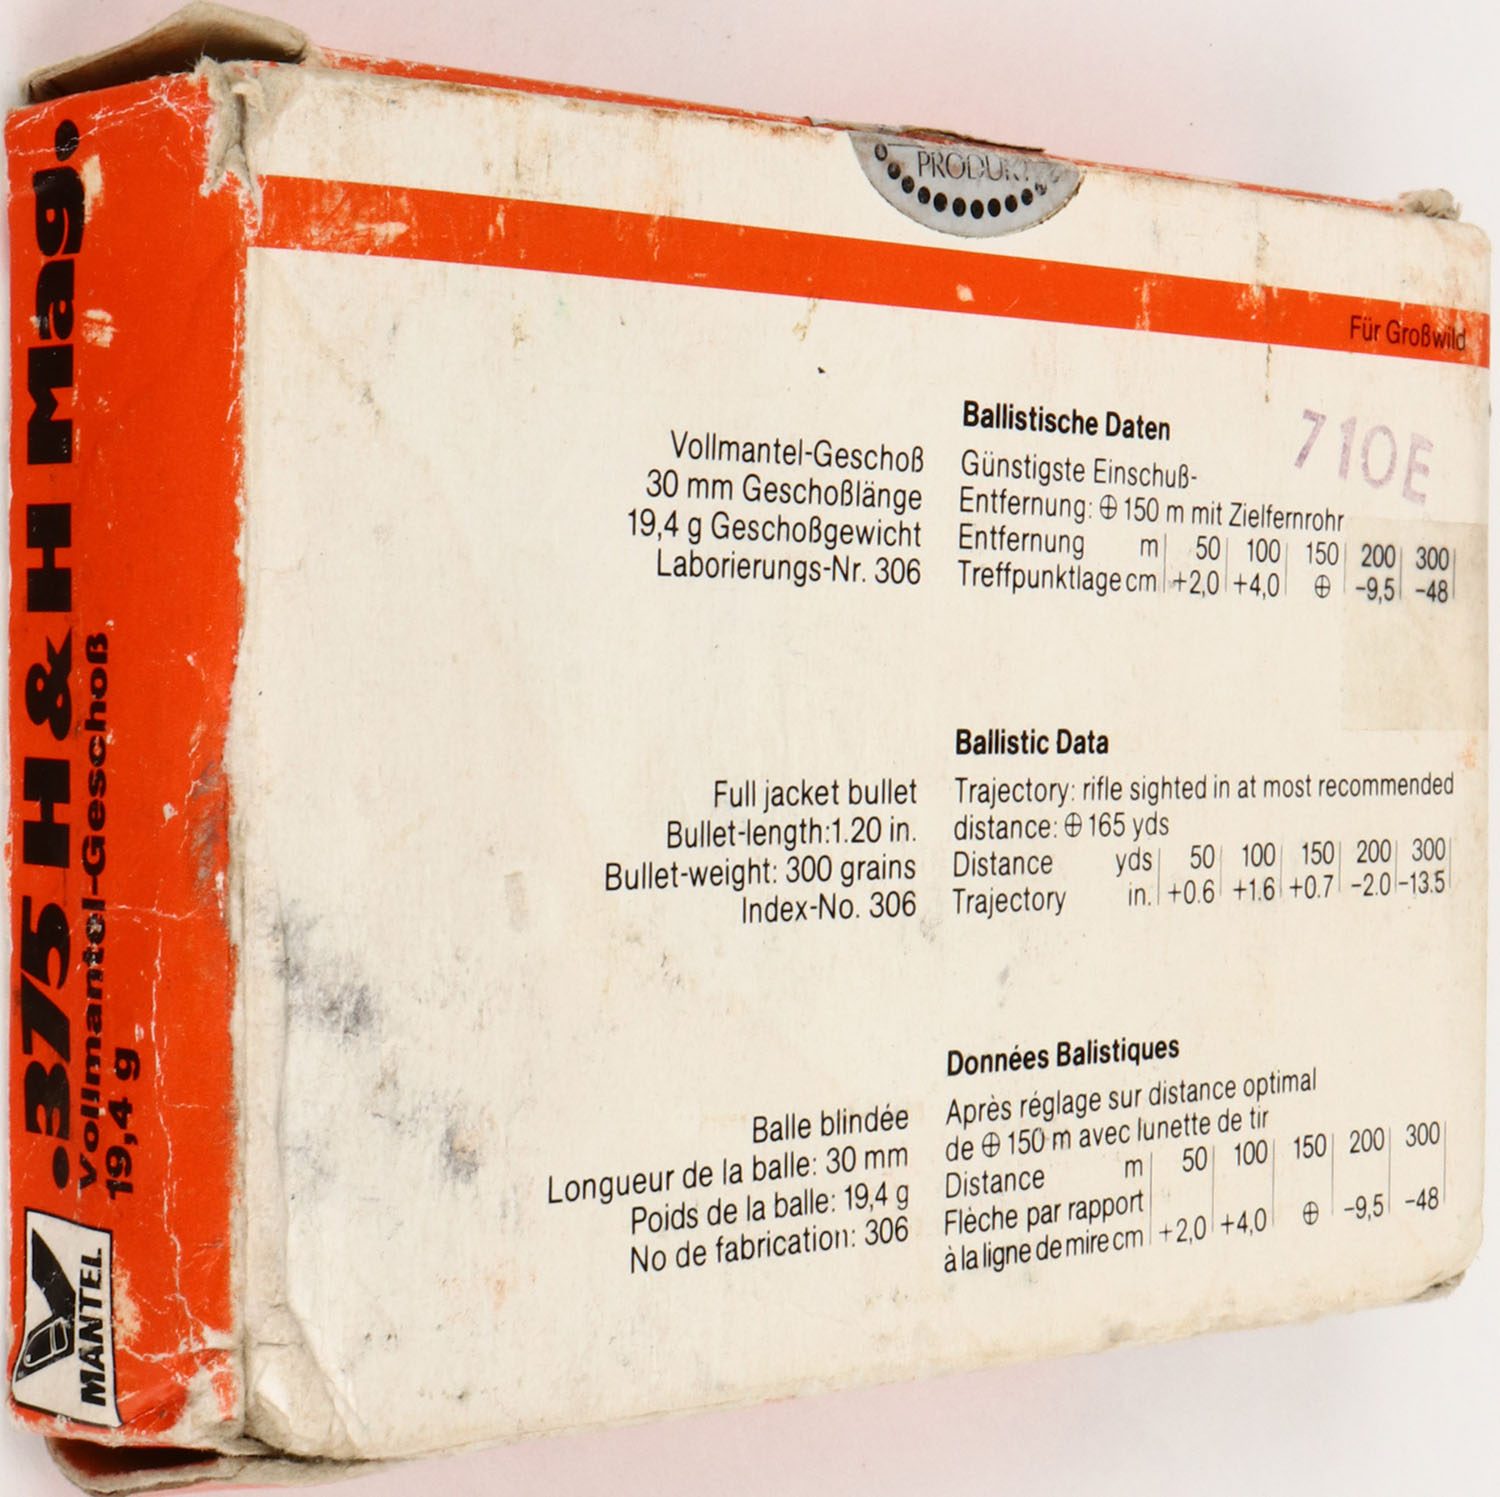 .375 H & H Mag.
Vollmantel-Geschoß
19,4 g
V
MANTEL
PRODUKT
Für Großwild
710E
Vollmantel-Geschoß
30 mm Geschoßlänge
19,4 g Geschoßgewicht
Laborierungs-Nr. 306
Ballistische Daten
Günstigste Einschuß-
Entfernung: ⊕ 150 m mit Zielfernrohr
Entfernung m 50 100 150 200 300
Treffpunktlage cm +2,0 +4,0 ⊕ -9,5 -48
Full jacket bullet
Bullet-length:1.20 in.
Bullet-weight: 300 grains
Index-No. 306
Ballistic Data
Trajectory: rifle sighted in at most recommended
distance: ⊕ 165 yds
Distance yds 50 100 150 200 300
Trajectory in. +0.6 +1.6 +0.7 -2.0 -13.5
Balle blindée
Longueur de la balle: 30 mm
Poids de la balle: 19,4 g
No de fabrication: 306
Données Balistiques
Après réglage sur distance optimal
de ⊕ 150 m avec lunette de tir
Distance m 50 100 150 200 300
Flèche par rapport
à la ligne de mire cm +2,0 +4,0 ⊕ -9,5 -48